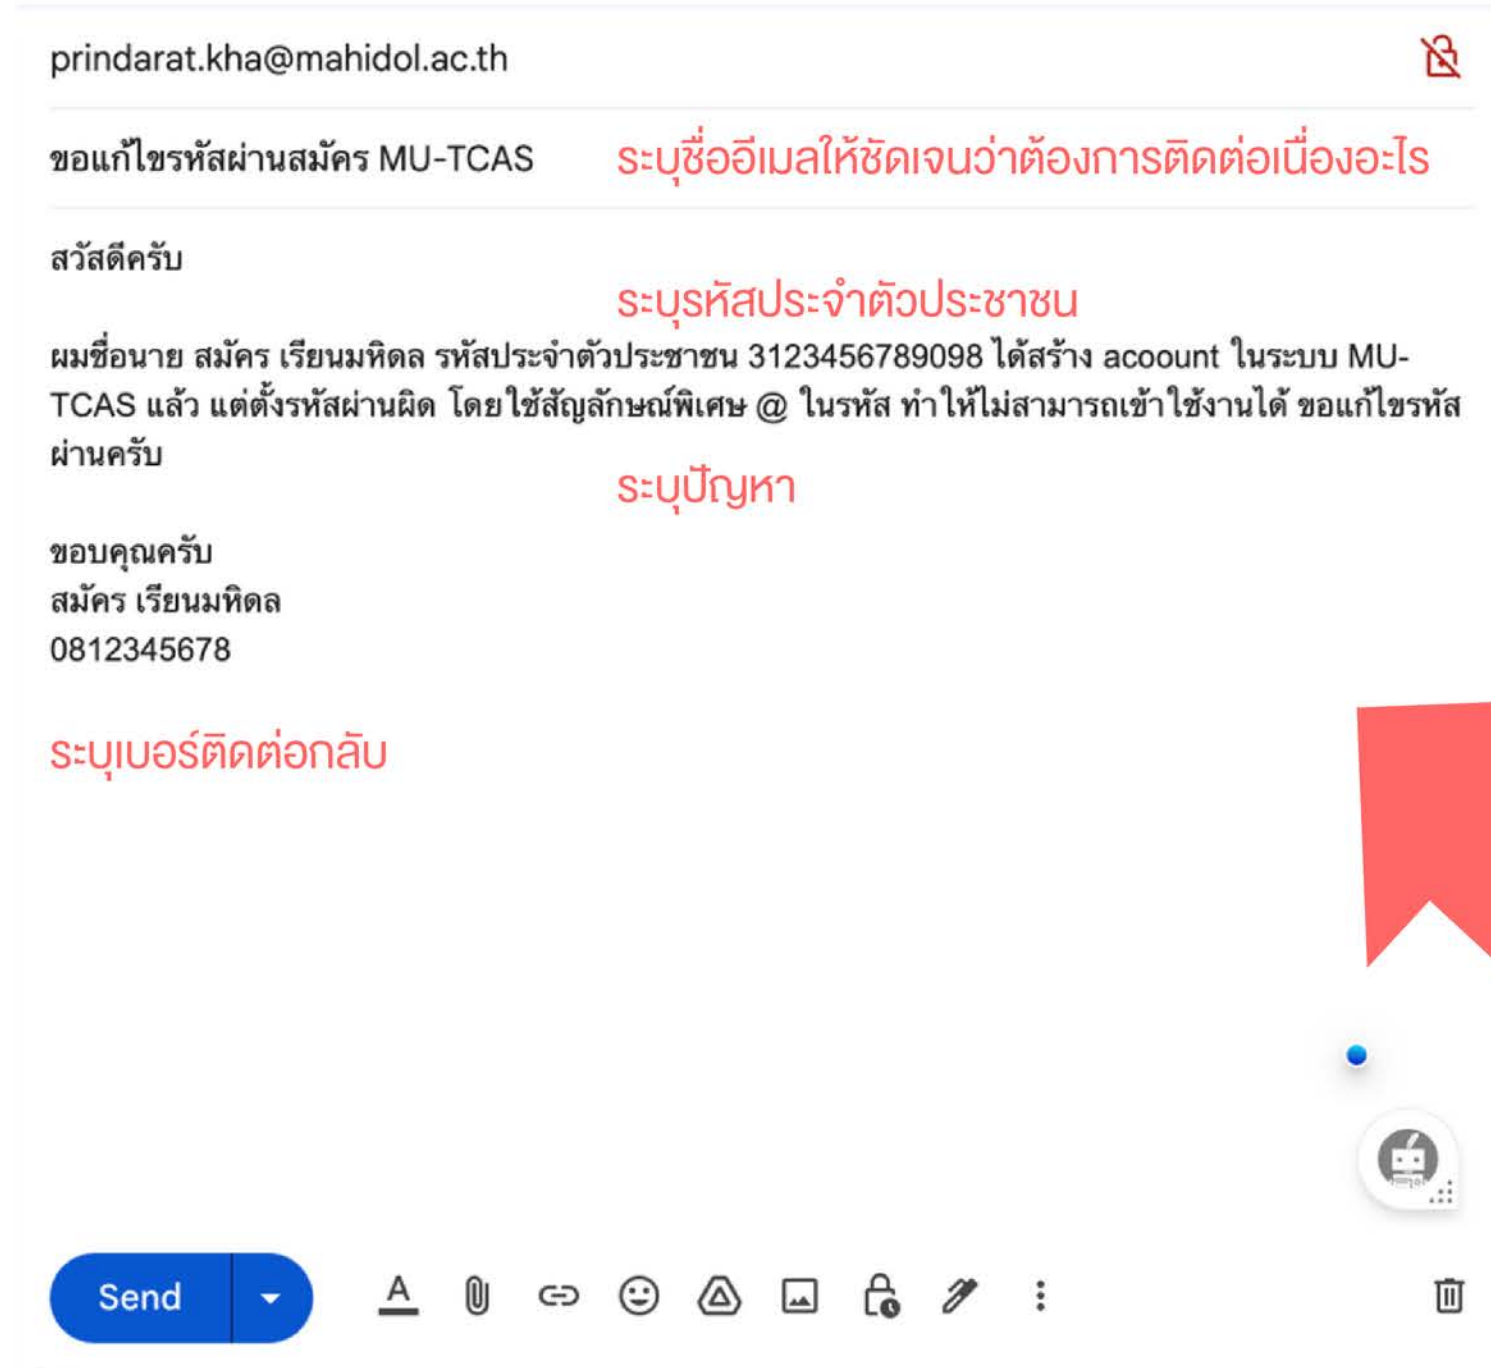 prindarat.kha@mahidol.ac.th
ขอแก้ไขรหัสผ่านสมัคร MU-TCAS
ระบุชื่ออีเมลให้ชัดเจนว่าต้องการติดต่อเนื่องอะไร
สวัสดีครับ
ระบุรหัสประจำตัวประชาชน
ผมชื่อนาย สมัคร เรียนมหิดล รหัสประจำตัวประชาชน 3123456789098 ได้สร้าง acoount ในระบบ MU-
TCAS แล้ว แต่ตั้งรหัสผ่านผิด โดยใช้สัญลักษณ์พิเศษ @ ในรหัส ทำให้ไม่สามารถเข้าใช้งานได้ ขอแก้ไขรหัส
ผ่านครับ
ระบุปัญหา
ขอบคุณครับ
สมัคร เรียนมหิดล
0812345678
ระบุเบอร์ติดต่อกลับ
Send